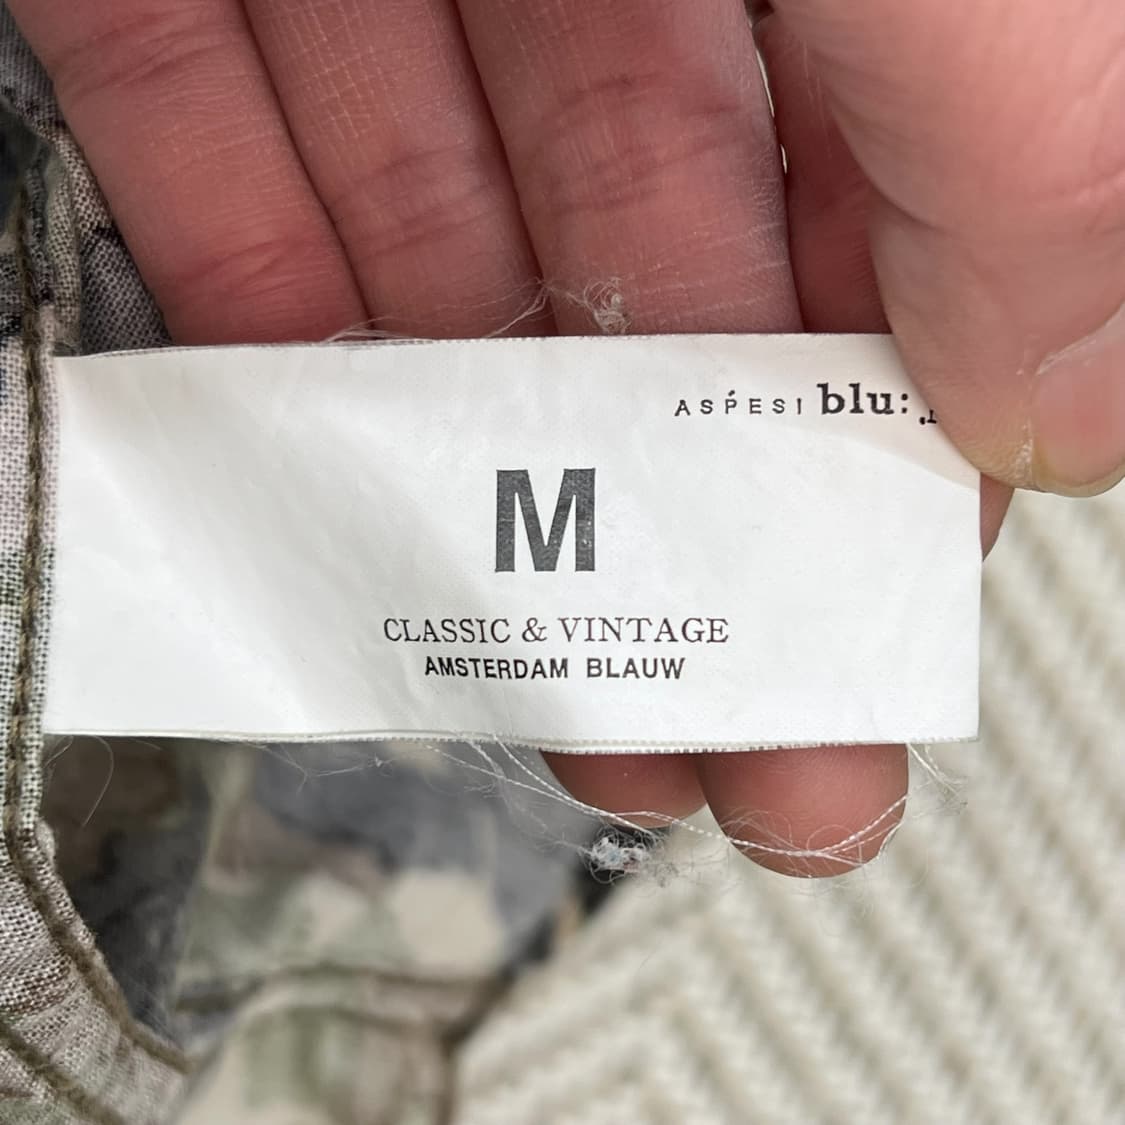 ASPESI blu:
M
CLASSIC & VINTAGE
AMSTERDAM BLAUW